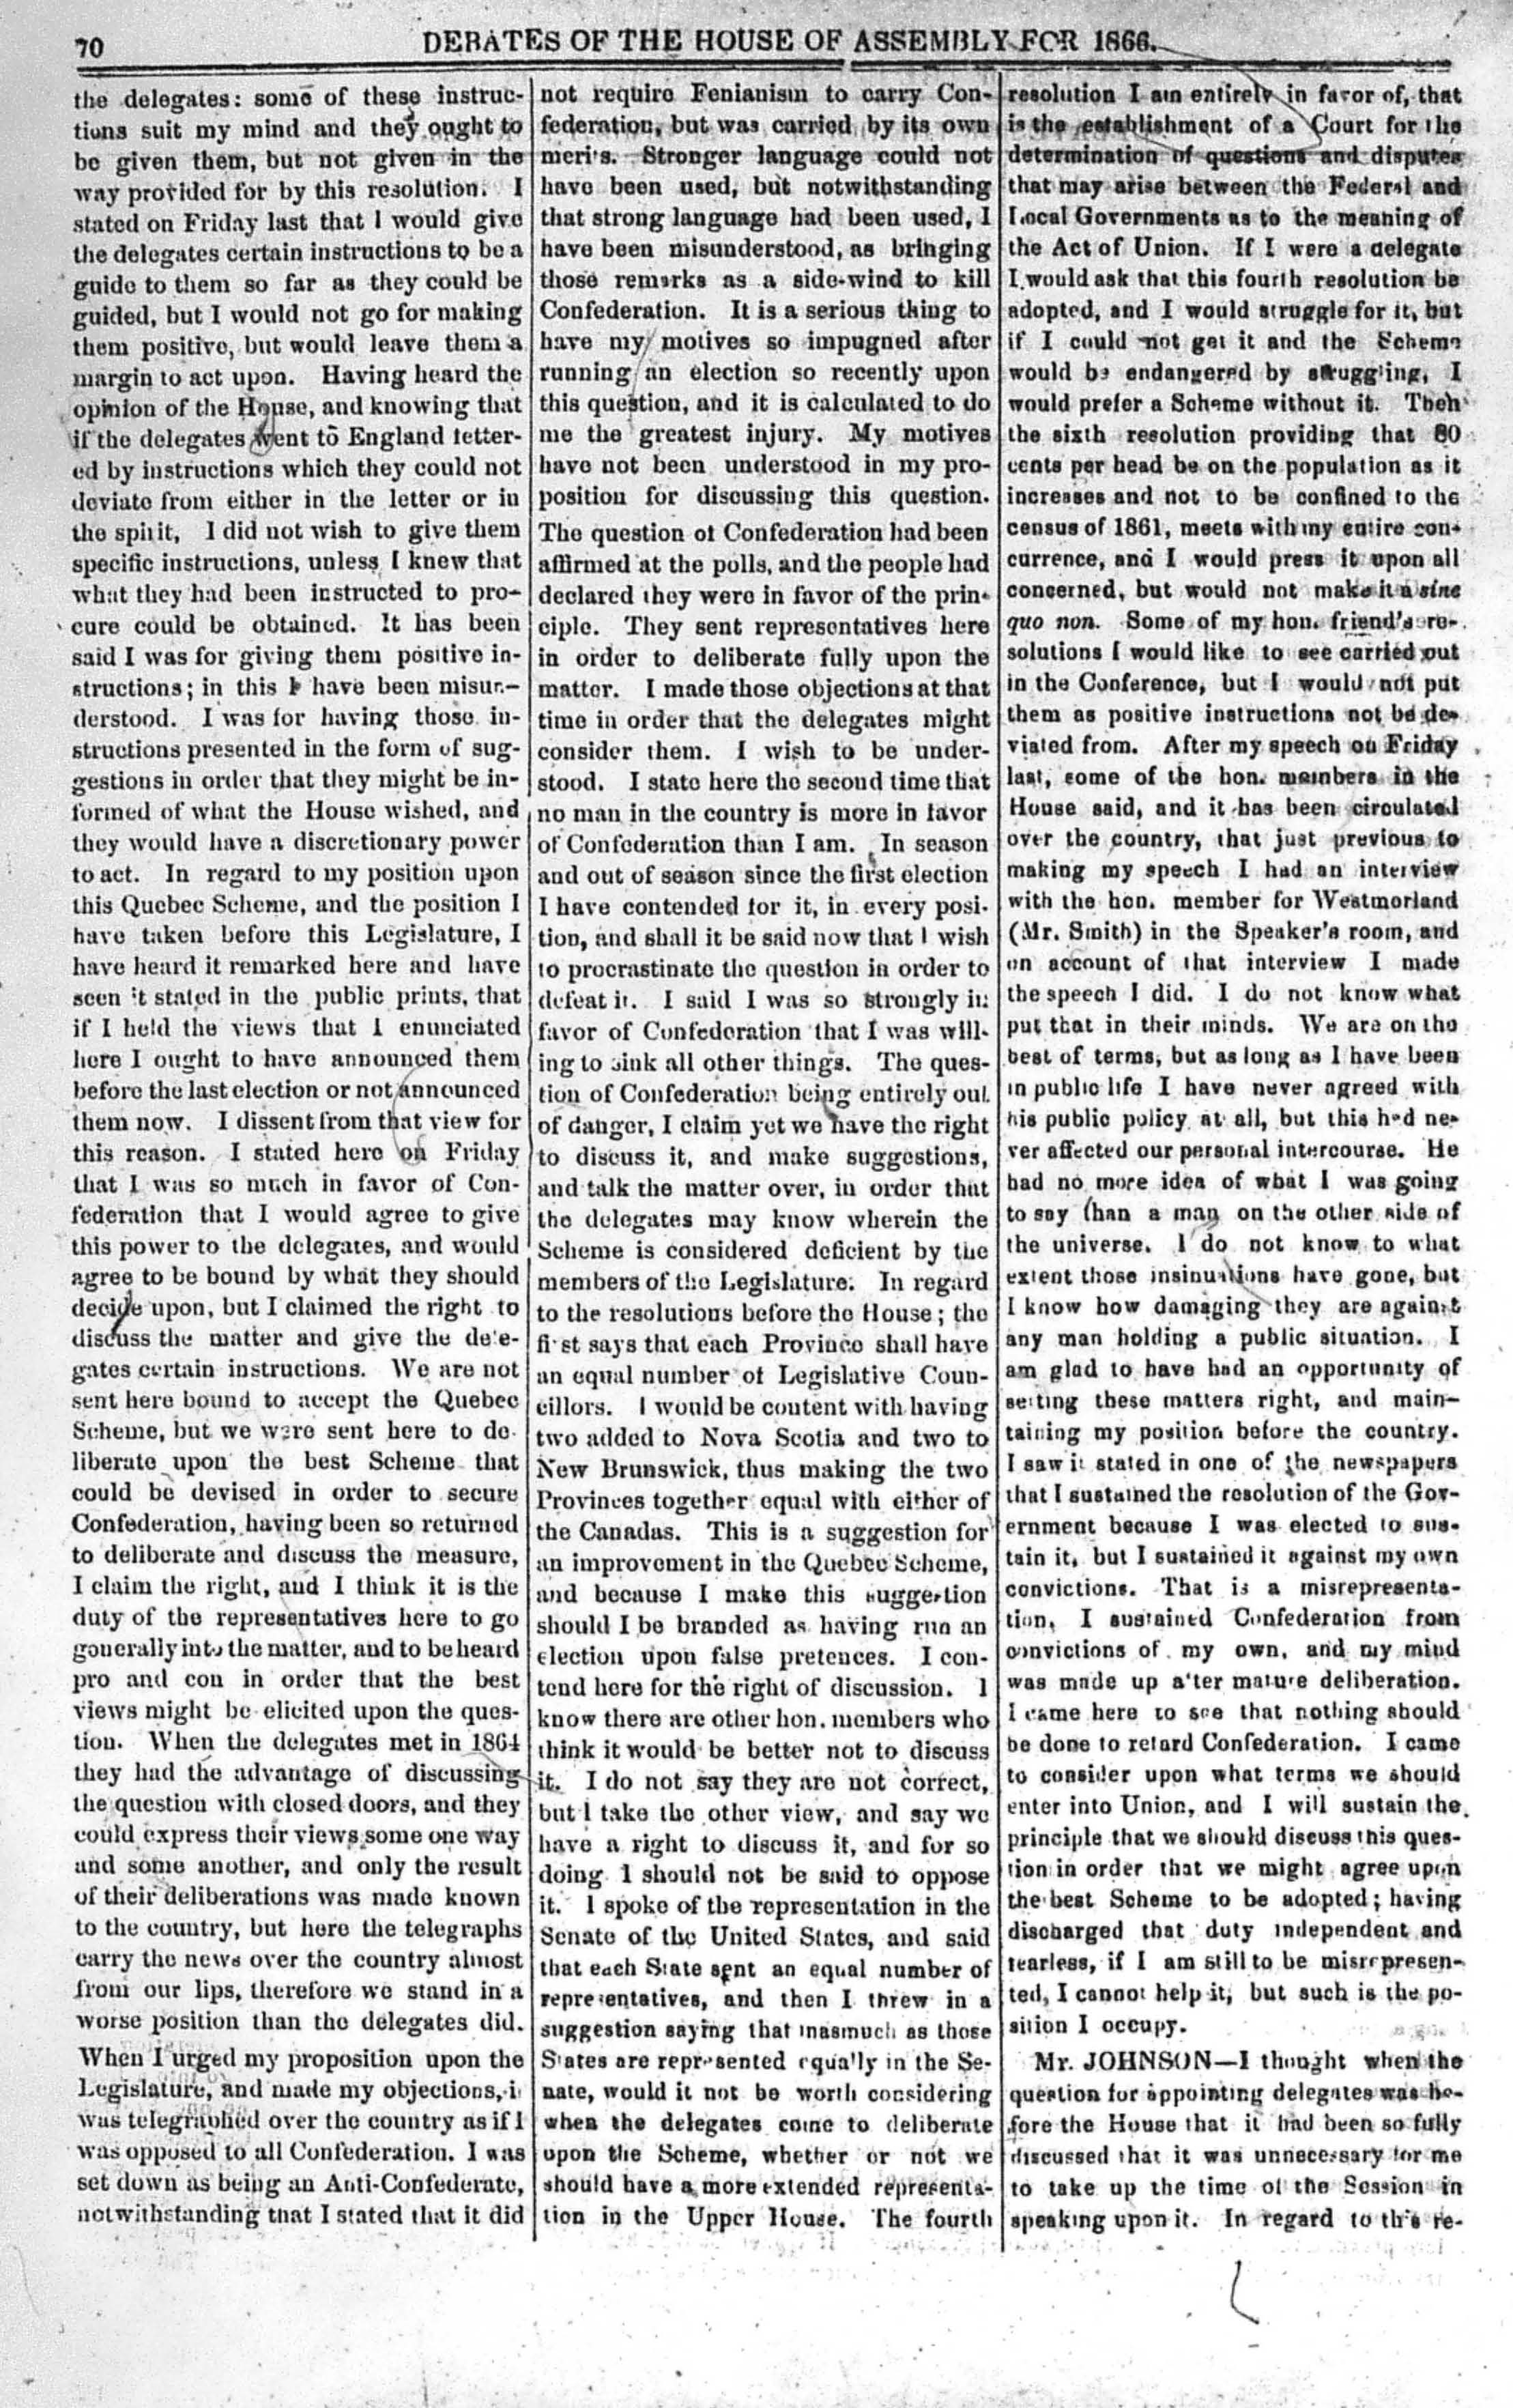 70
DEBATES OF THE HOUSE OF ASSEMBLY FOR 1866.
the delegates: some of these instruc-
tions suit my mind and they ought to
be given them, but not given in the
way provided for by this resolution. I
stated on Friday last that I would give
the delegates certain instructions to be a
guide to them so far as they could be
guided, but I would not go for making
them positive, but would leave them a
margin to act upon. Having heard the
opinion of the House, and knowing that
if the delegates went to England fetter-
ed by instructions which they could not
deviate from either in the letter or in
the spirit, I did not wish to give them
specific instructions, unless I knew that
what they had been instructed to pro-
cure could be obtained. It has been
said I was for giving them positive in-
structions; in this I have been misun-
derstood. I was for having those in-
structions presented in the form of sug-
gestions in order that they might be in-
formed of what the House wished, and
they would have a discretionary power
to act. In regard to my position upon
this Quebec Scheme, and the position I
have taken before this Legislature, I
have heard it remarked here and have
seen it stated in the public prints, that
if I held the views that I enunciated
here I ought to have announced them
before the last election or not announced
them now. I dissent from that view for
this reason. I stated here on Friday
that I was so much in favor of Con-
federation that I would agree to give
this power to the delegates, and would
agree to be bound by what they should
decide upon, but I claimed the right to
discuss the matter and give the dele-
gates certain instructions. We are not
sent here bound to accept the Quebec
Scheme, but we were sent here to de-
liberate upon the best Scheme that
could be devised in order to secure
Confederation, having been so returned
to deliberate and discuss the measure,
I claim the right, and I think it is the
duty of the representatives here to go
generally into the matter, and to be heard
pro and con in order that the best
views might be elicited upon the ques-
tion. When the delegates met in 1864
they had the advantage of discussing
the question with closed doors, and they
could express their views some one way
and some another, and only the result
of their deliberations was made known
to the country, but here the telegraphs
carry the news over the country almost
from our lips, therefore we stand in a
worse position than the delegates did.
When I urged my proposition upon the
Legislature, and made my objections, i
was telegraphed over the country as if I
was opposed to all Confederation. I was
set down as being an Anti-Confederate,
notwithstanding that I stated that it did
not require Fenianism to carry Con-
federation, but was carried by its own
merits. Stronger language could not
have been used, but notwithstanding
that strong language had been used, I
have been misunderstood, as bringing
those remarks as a side-wind to kill
Confederation. It is a serious thing to
have my motives so impugned after
running an election so recently upon
this question, and it is calculated to do
me the greatest injury. My motives
have not been understood in my pro-
position for discussing this question.
The question of Confederation had been
affirmed at the polls, and the people had
declared they were in favor of the prin-
ciple. They sent representatives here
in order to deliberate fully upon the
matter. I made those objections at that
time in order that the delegates might
consider them. I wish to be under-
stood. I state here the second time that
no man in the country is more in favor
of Confederation than I am. In season
and out of season since the first election
I have contended for it, in every posi-
tion, and shall it be said now that I wish
to procrastinate the question in order to
defeat it. I said I was so strongly in
favor of Confederation that I was will-
ing to sink all other things. The ques-
tion of Confederation being entirely out
of danger, I claim yet we have the right
to discuss it, and make suggestions,
and talk the matter over, in order that
the delegates may know wherein the
Scheme is considered deficient by the
members of the Legislature. In regard
to the resolutions before the House; the
first says that each Province shall have
an equal number of Legislative Coun-
cillors. I would be content with having
two added to Nova Scotia and two to
New Brunswick, thus making the two
Provinces together equal with either of
the Canadas. This is a suggestion for
an improvement in the Quebec Scheme,
and because I make this suggestion
should I be branded as having run an
election upon false pretences. I con-
tend here for the right of discussion. I
know there are other hon. members who
think it would be better not to discuss
it. I do not say they are not correct,
but I take the other view, and say we
have a right to discuss it, and for so
doing I should not be said to oppose
it. I spoke of the representation in the
Senate of the United States, and said
that each State sent an equal number of
representatives, and then I threw in a
suggestion saying that inasmuch as those
States are represented equally in the Se-
nate, would it not be worth considering
when the delegates come to deliberate
upon the Scheme, whether or not we
should have a more extended representa-
tion in the Upper House. The fourth
resolution I am entirely in favor of, that
is the establishment of a Court for the
determination of questions and disputes
that may arise between the Federal and
Local Governments as to the meaning of
the Act of Union. If I were a delegate
I would ask that this fourth resolution be
adopted, and I would struggle for it, but
if I could not get it and the Scheme
would be endangered by struggling, I
would prefer a Scheme without it. Then
the sixth resolution providing that 80
cents per head be on the population as it
increases and not to be confined to the
census of 1861, meets with my entire con-
currence, and I would press it upon all
concerned, but would not make it a sine
quo non. Some of my hon. friend's re-
solutions I would like to see carried out
in the Conference, but I would not put
them as positive instructions not be de-
viated from. After my speech on Friday
last, some of the hon. members in the
House said, and it has been circulated
over the country, that just previous to
making my speech I had an interview
with the hon. member for Westmorland
(Mr. Smith) in the Speaker's room, and
on account of that interview I made
the speech I did. I do not know what
put that in their minds. We are on the
best of terms, but as long as I have been
in public life I have never agreed with
his public policy at all, but this had ne-
ver affected our personal intercourse. He
had no more idea of what I was going
to say than a man on the other side of
the universe. I do not know to what
extent those insinuations have gone, but
I know how damaging they are against
any man holding a public situation. I
am glad to have had an opportunity of
setting these matters right, and main-
taining my position before the country.
I saw it stated in one of the newspapers
that I sustained the resolution of the Gov-
ernment because I was elected to sus-
tain it, but I sustained it against my own
convictions. That is a misrepresenta-
tion, I sustained Confederation from
convictions of my own, and my mind
was made up after mature deliberation.
I came here to see that nothing should
be done to retard Confederation. I came
to consider upon what terms we should
enter into Union, and I will sustain the
principle that we should discuss this ques-
tion in order that we might agree upon
the best Scheme to be adopted; having
discharged that duty independent and
fearless, if I am still to be misrepresen-
ted, I cannot help it, but such is the po-
sition I occupy.
Mr. JOHNSON—I thought when the
question for appointing delegates was be-
fore the House that it had been so fully
discussed that it was unnecessary for me
to take up the time of the Session in
speaking upon it. In regard to this re-